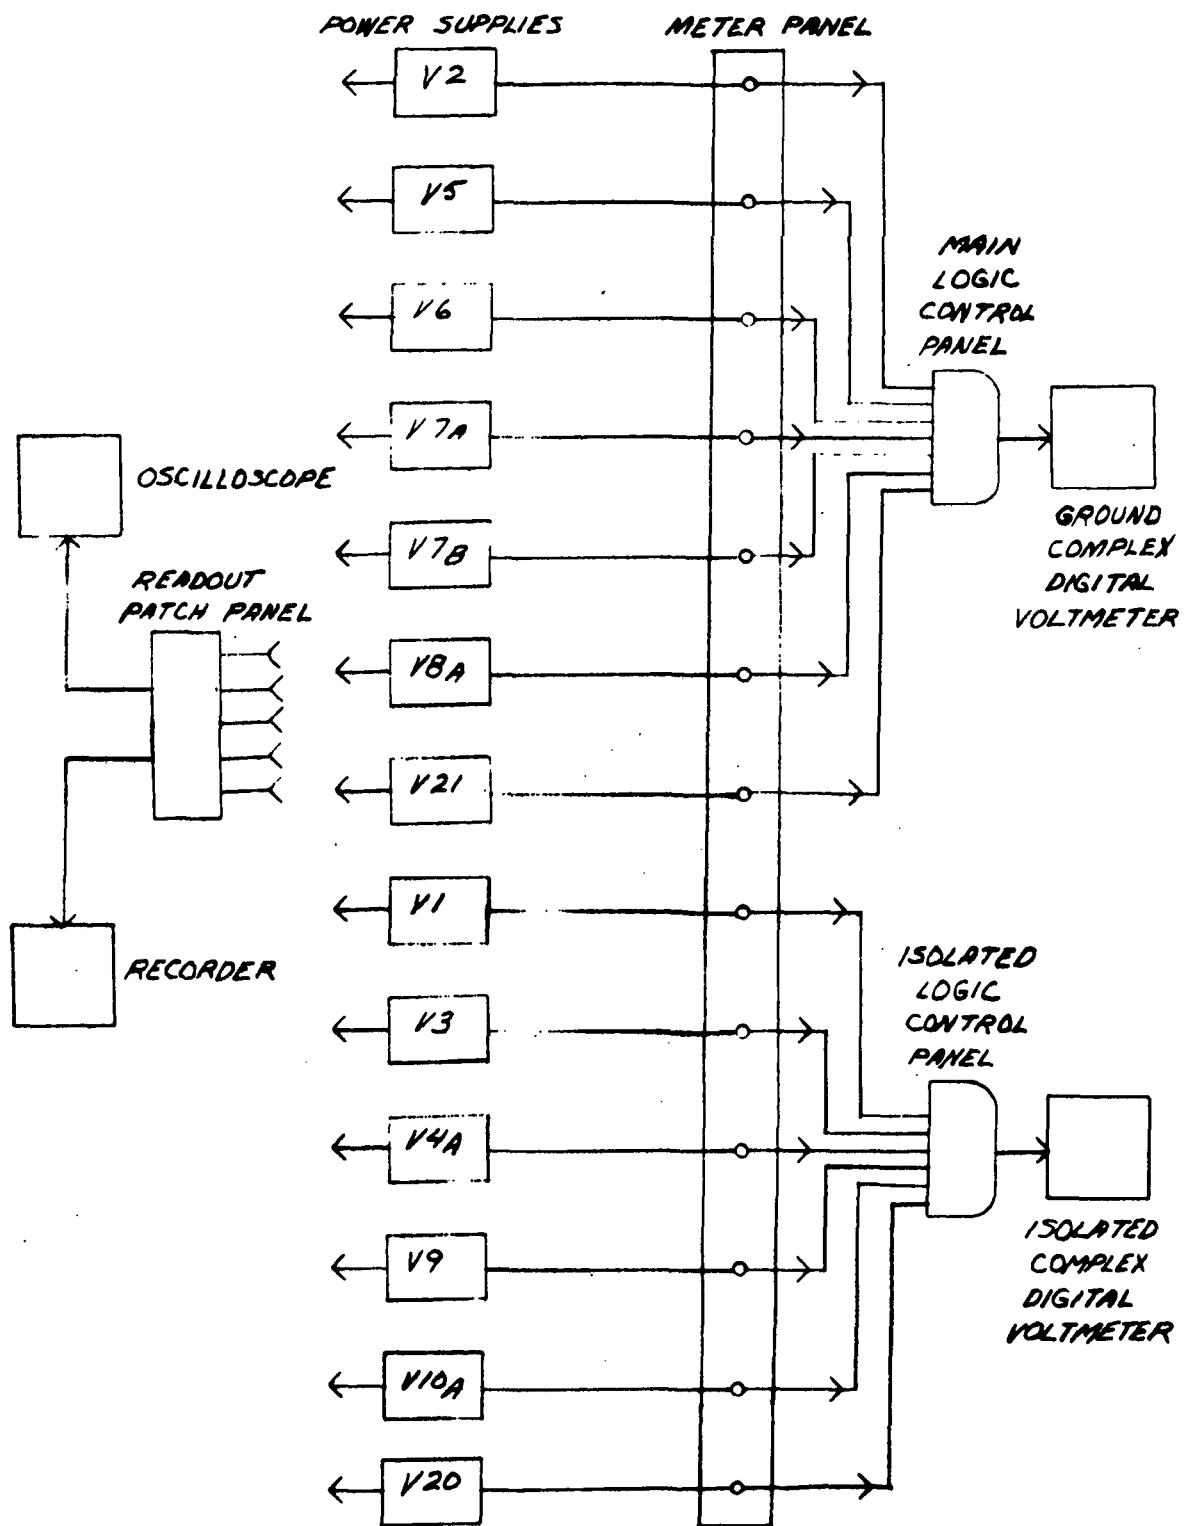 POWER SUPPLIES
METER PANEL
V2
V5
V6
V7A
V7B
V8A
V21
V1
V3
V4A
V9
V10A
V20
MAIN
LOGIC
CONTROL
PANEL
GROUND
COMPLEX
DIGITAL
VOLTMETER
OSCILLOSCOPE
READOUT
PATCH PANEL
RECORDER
ISOLATED
LOGIC
CONTROL
PANEL
ISOLATED
COMPLEX
DIGITAL
VOLTMETER